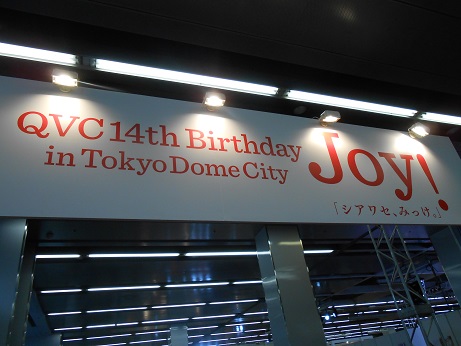 QVC 14th Birthday
in Tokyo Dome City
Joy!
「シアワセ、みっけ。」